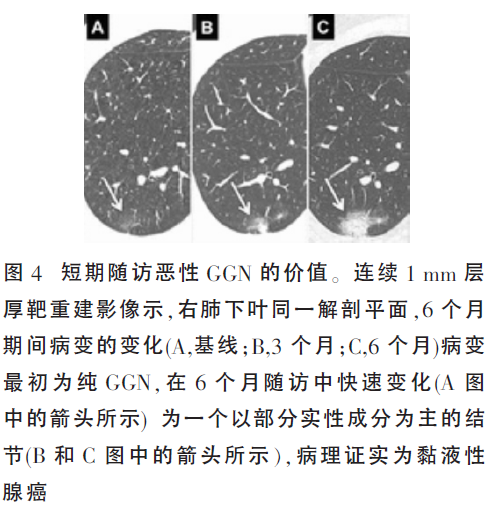 A B C
图 4 短期随访恶性 GGN 的价值。连续 1 mm 层
厚靶重建影像示,右肺下叶同一解剖平面,6 个月
期间病变的变化(A,基线;B,3 个月;C,6 个月)病变
最初为纯 GGN,在 6 个月随访中快速变化(A 图
中的箭头所示) 为一个以部分实性成分为主的结
节(B 和 C 图中的箭头所示),病理证实为黏液性
腺癌